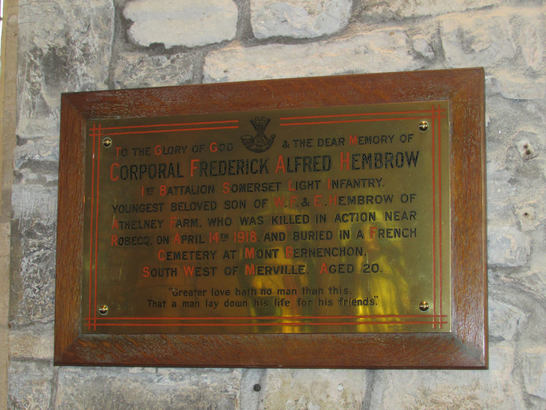 TO THE GLORY OF GOD & THE DEAR MEMORY OF
CORPORAL FREDERICK ALFRED HEMBROW
1ST BATTALION SOMERSET LIGHT INFANTRY.
YOUNGEST BELOVED SON OF & E. HEMBROW OF
ATHELNEY FARM, WHO WAS KILLED IN ACTION NEAR
ROBECQ, ON APRIL 14TH 1918, AND BURIED IN A FRENCH
CEMETERY AT MONT BERNENCHON,
SOUTH WEST OF MERVILLE. AGED 20.
"Greater love hath no man than this.
That a man lay down his life for his friends".